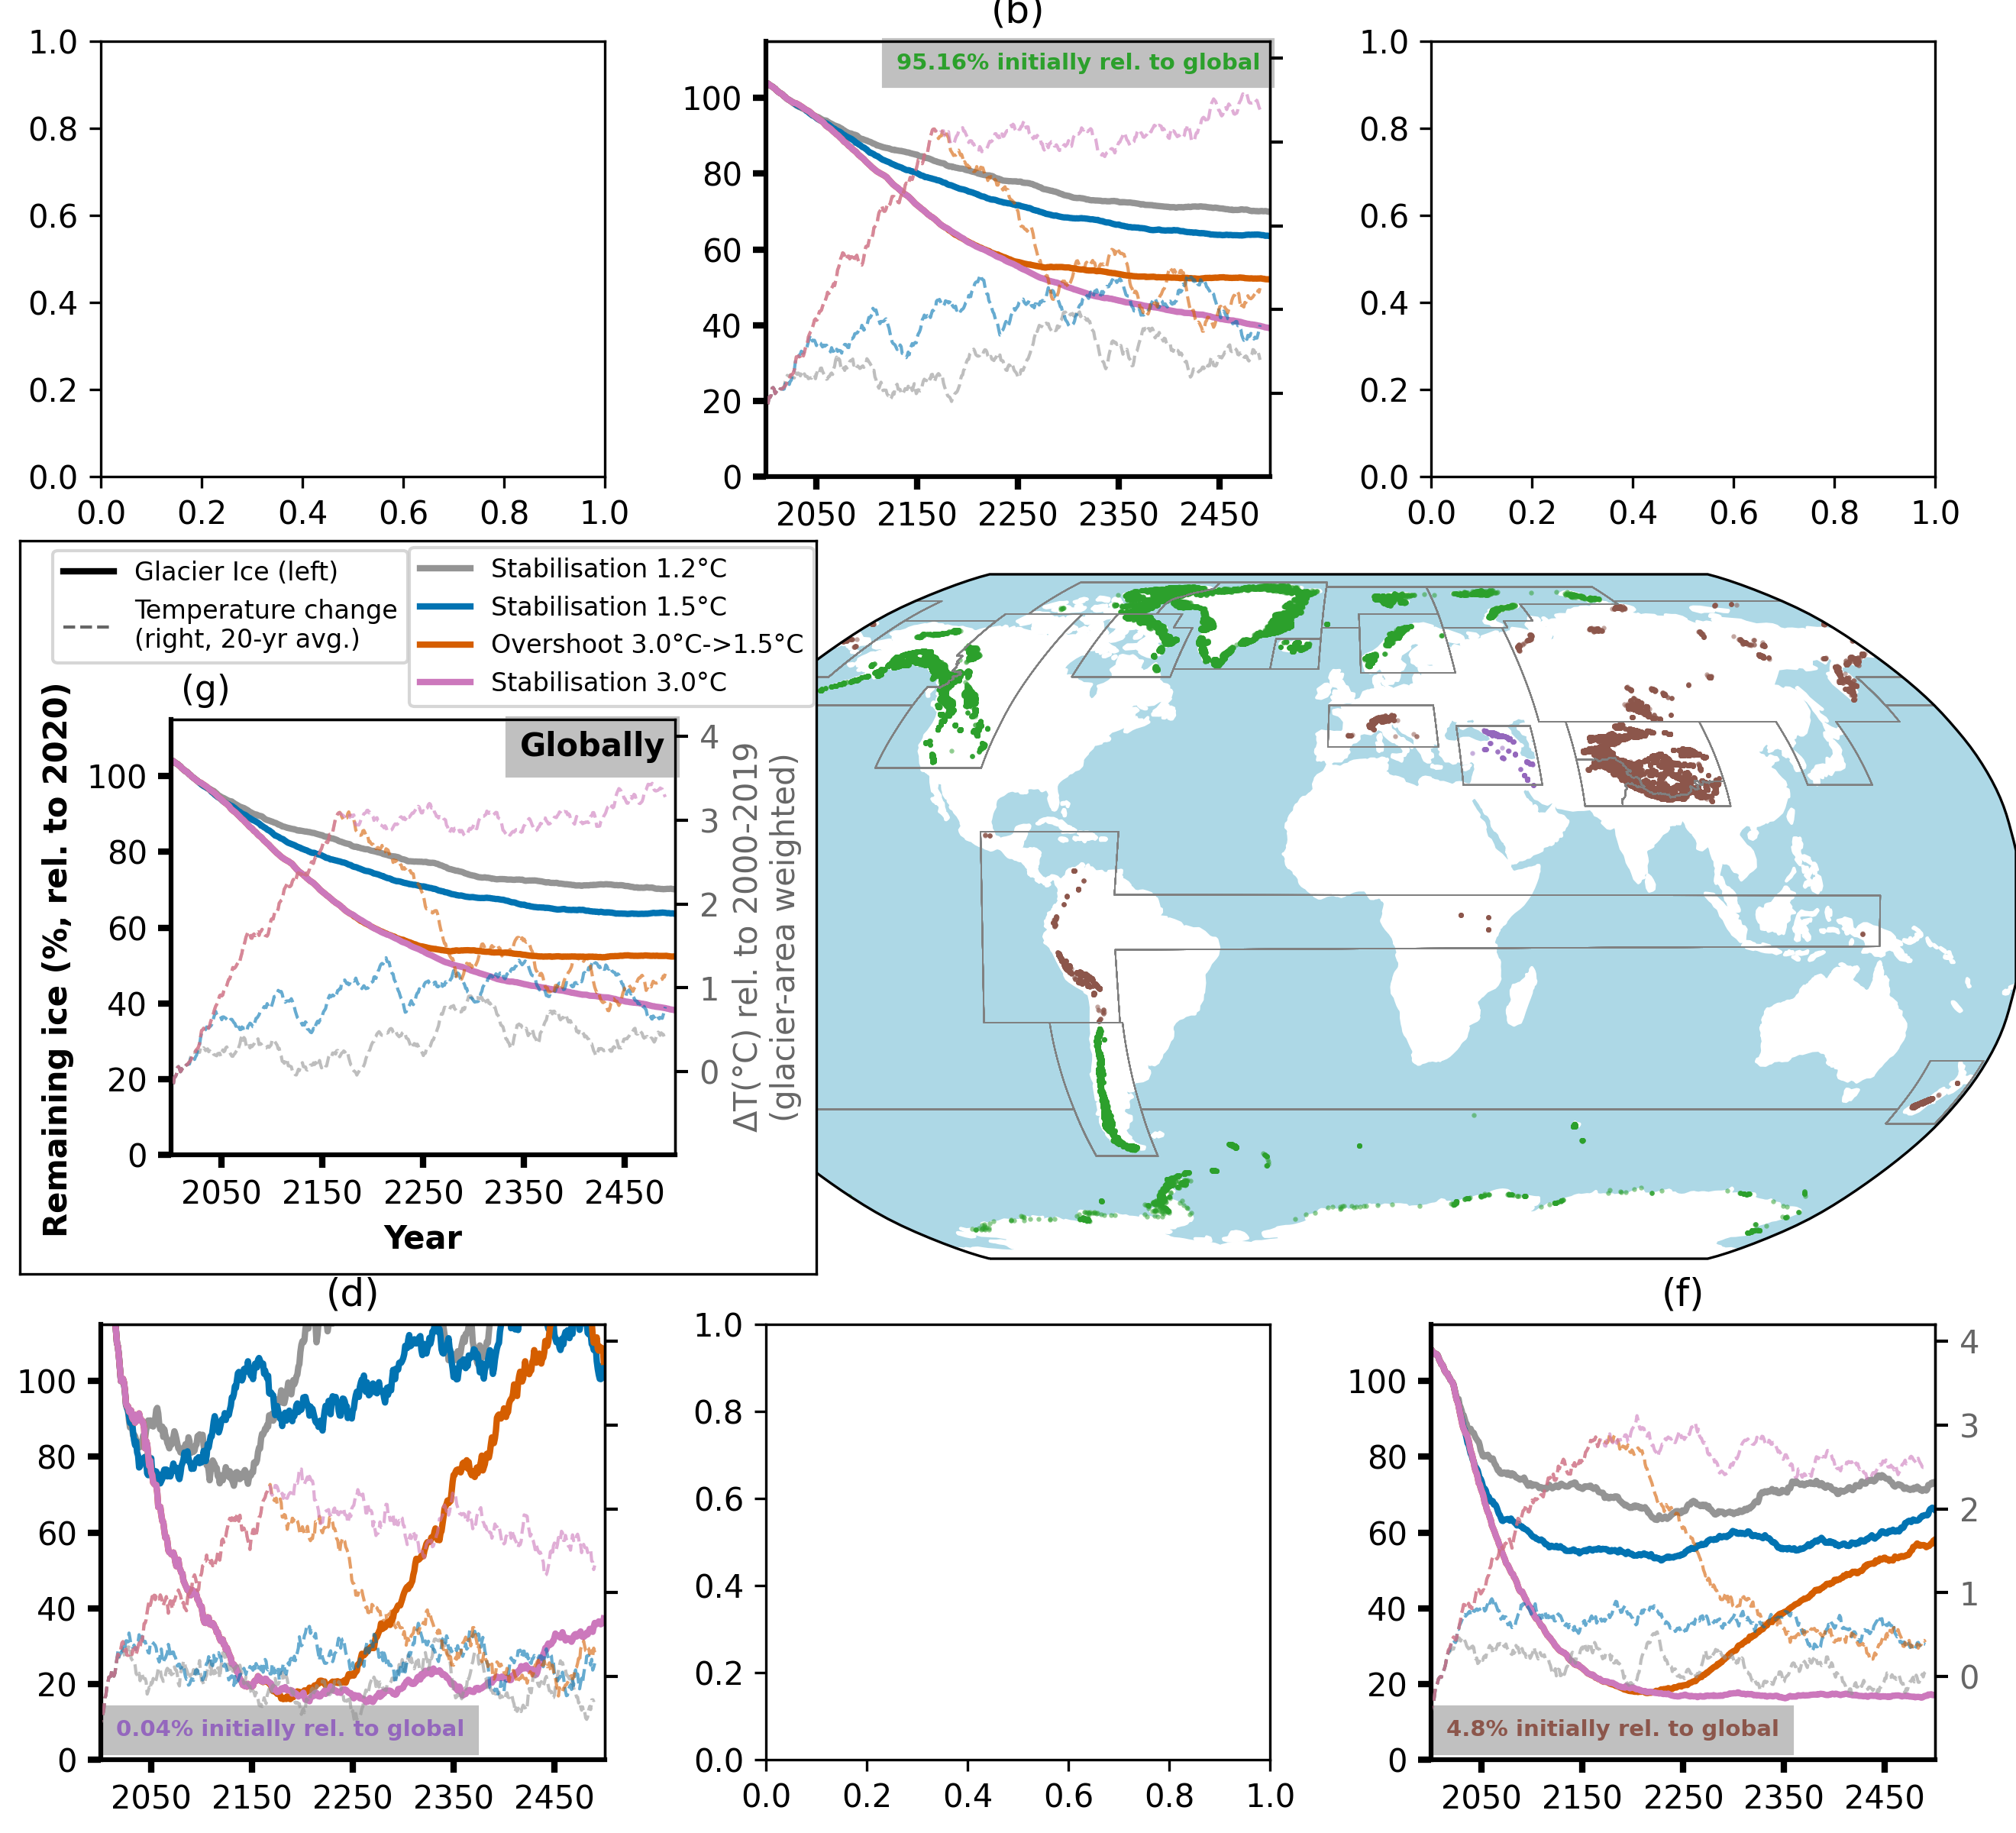 (b)
1.0
0.8
0.6
0.4
0.2
0.0
0.0 0.2 0.4 0.6 0.8 1.0
95.16% initially rel. to global
100
80
60
40
20
0
2050 2150 2250 2350 2450
1.0
0.8
0.6
0.4
0.2
0.0
0.0 0.2 0.4 0.6 0.8 1.0
Glacier Ice (left)
Temperature change
(right, 20-yr avg.)
Stabilisation 1.2°C
Stabilisation 1.5°C
Overshoot 3.0°C->1.5°C
Stabilisation 3.0°C
(g)
Globally
Remaining ice (%, rel. to 2020)
100
80
60
40
20
0
2050 2150 2250 2350 2450
Year
4
3
2
1
0
ΔT(°C) rel. to 2000-2019
(glacier-area weighted)
(d)
100
80
60
40
20
0
0.04% initially rel. to global
2050 2150 2250 2350 2450
1.0
0.8
0.6
0.4
0.2
0.0
0.0 0.2 0.4 0.6 0.8 1.0
(f)
100
80
60
40
20
0
4.8% initially rel. to global
2050 2150 2250 2350 2450
4
3
2
1
0